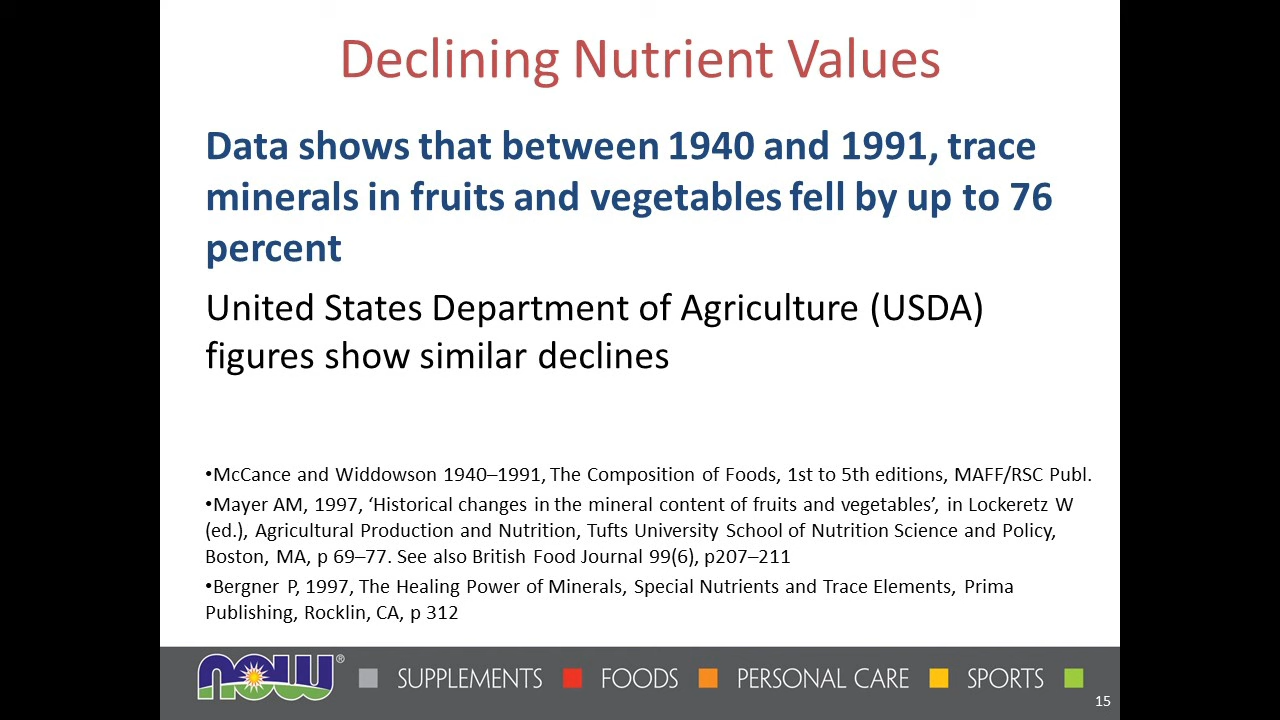 Declining Nutrient Values
Data shows that between 1940 and 1991, trace
minerals in fruits and vegetables fell by up to 76
percent
United States Department of Agriculture (USDA)
figures show similar declines
•McCance and Widdowson 1940–1991, The Composition of Foods, 1st to 5th editions, MAFF/RSC Publ.
•Mayer AM, 1997, ‘Historical changes in the mineral content of fruits and vegetables’, in Lockeretz W
(ed.), Agricultural Production and Nutrition, Tufts University School of Nutrition Science and Policy,
Boston, MA, p 69–77. See also British Food Journal 99(6), p207–211
•Bergner P, 1997, The Healing Power of Minerals, Special Nutrients and Trace Elements, Prima
Publishing, Rocklin, CA, p 312
now® SUPPLEMENTS FOODS PERSONAL CARE SPORTS
15